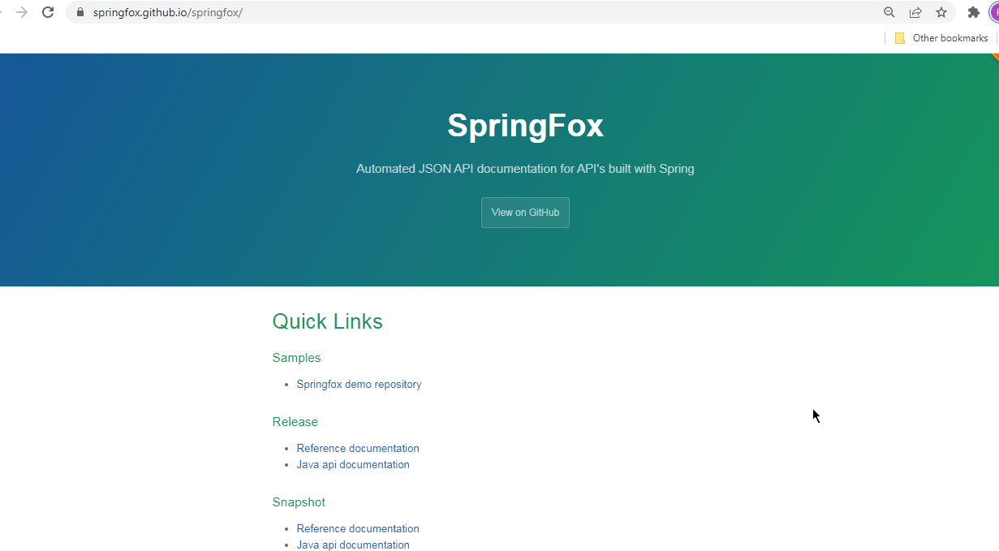 springfox.github.io/springfox/
Other bookmarks
SpringFox
Automated JSON API documentation for API's built with Spring
View on GitHub
Quick Links
Samples
• Springfox demo repository
Release
• Reference documentation
• Java api documentation
Snapshot
• Reference documentation
• Java api documentation